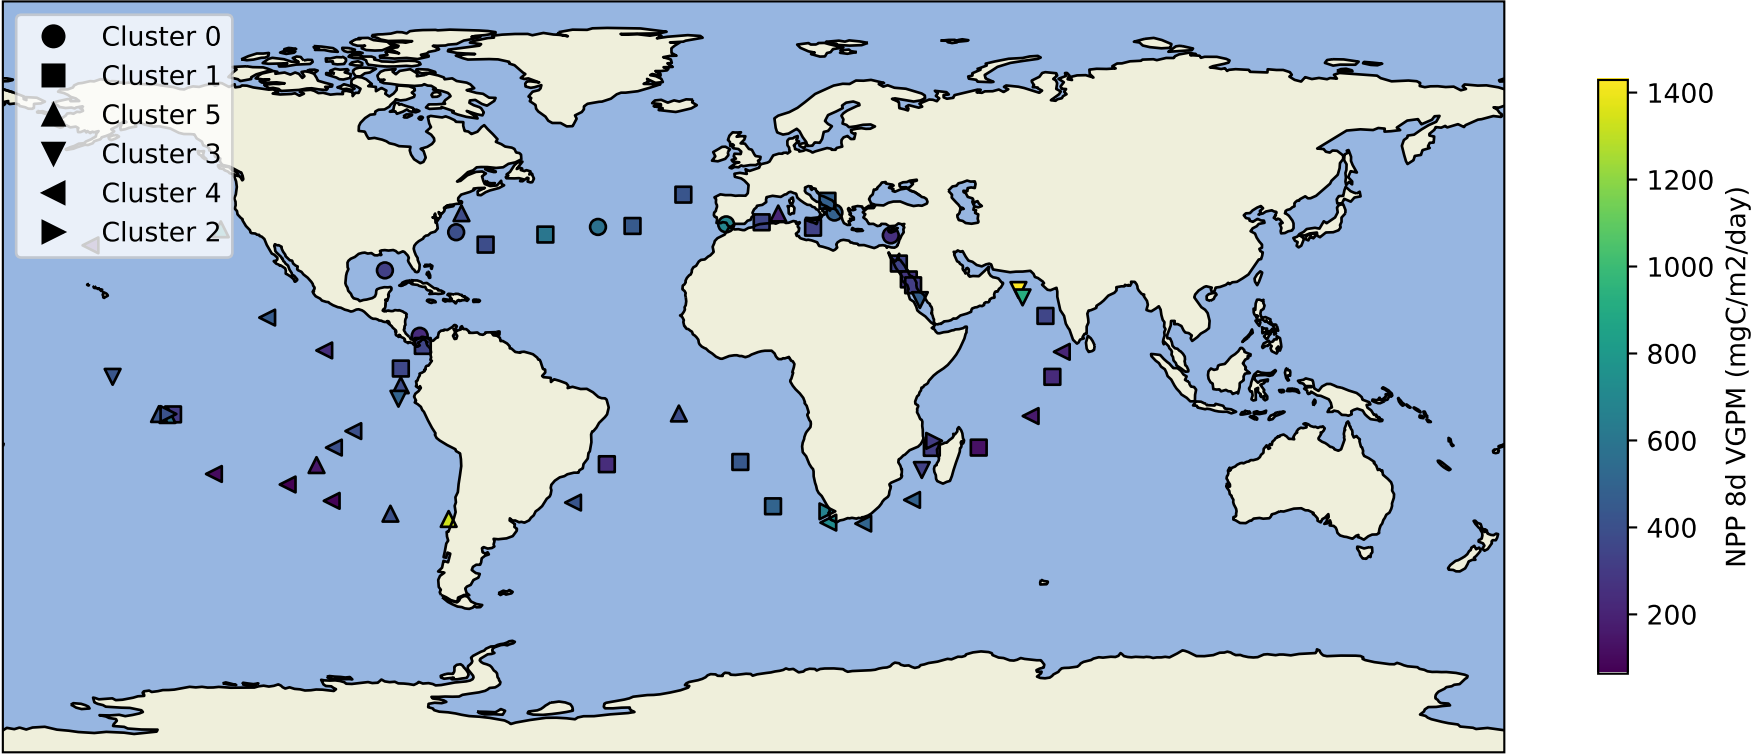 Cluster 0
Cluster 1
Cluster 5
Cluster 3
Cluster 4
Cluster 2
1400
1200
1000
800
600
400
200
NPP 8d VGPM (mgC/m2/day)